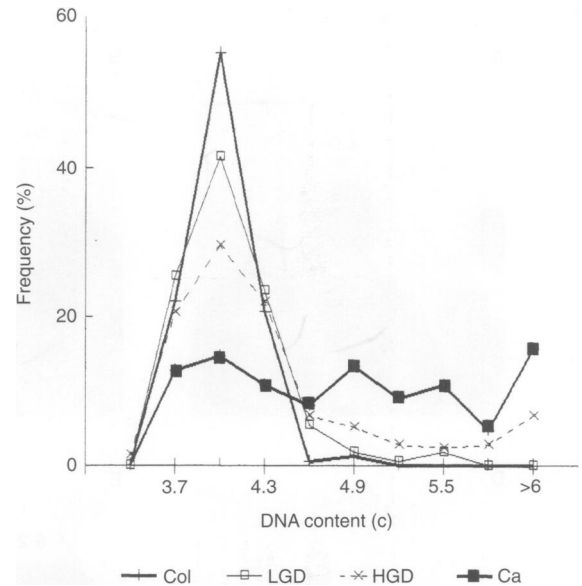 60
40
20
0
Frequency (%)
3.7 4.3 4.9 5.5 >6
DNA content (c)
Col LGD HGD Ca